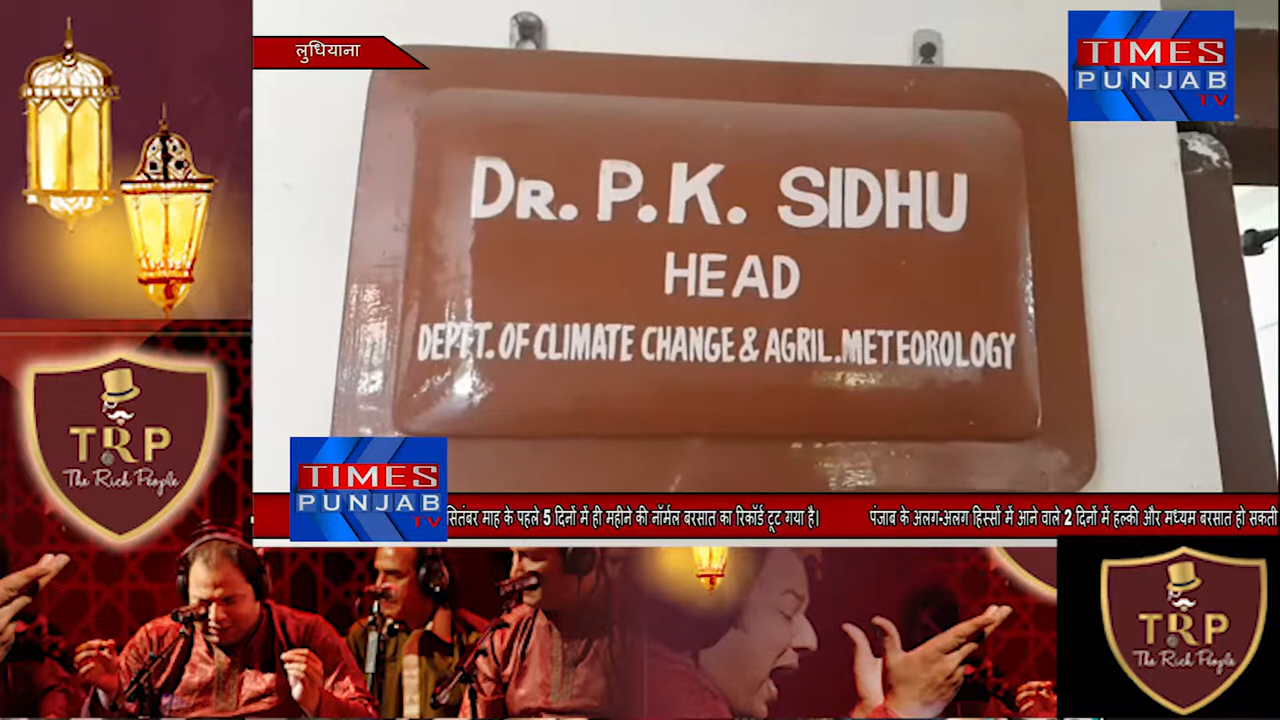 लुधियाना
TIMES
PUNJAB
TV
DR. P.K. SIDHU
HEAD
DEPTT. OF CLIMATE CHANGE & AGRIL. METEOROLOGY
TRP
The Rich People
TIMES
PUNJAB
TV
सितंबर माह के पहले 5 दिनों में ही महीने की नॉर्मल बरसात का रिकॉर्ड टूट गया है। पंजाब के अलग-अलग हिस्सों में आने वाले 2 दिनों में हल्की और मध्यम बरसात हो सकती
TRP
The Rich People